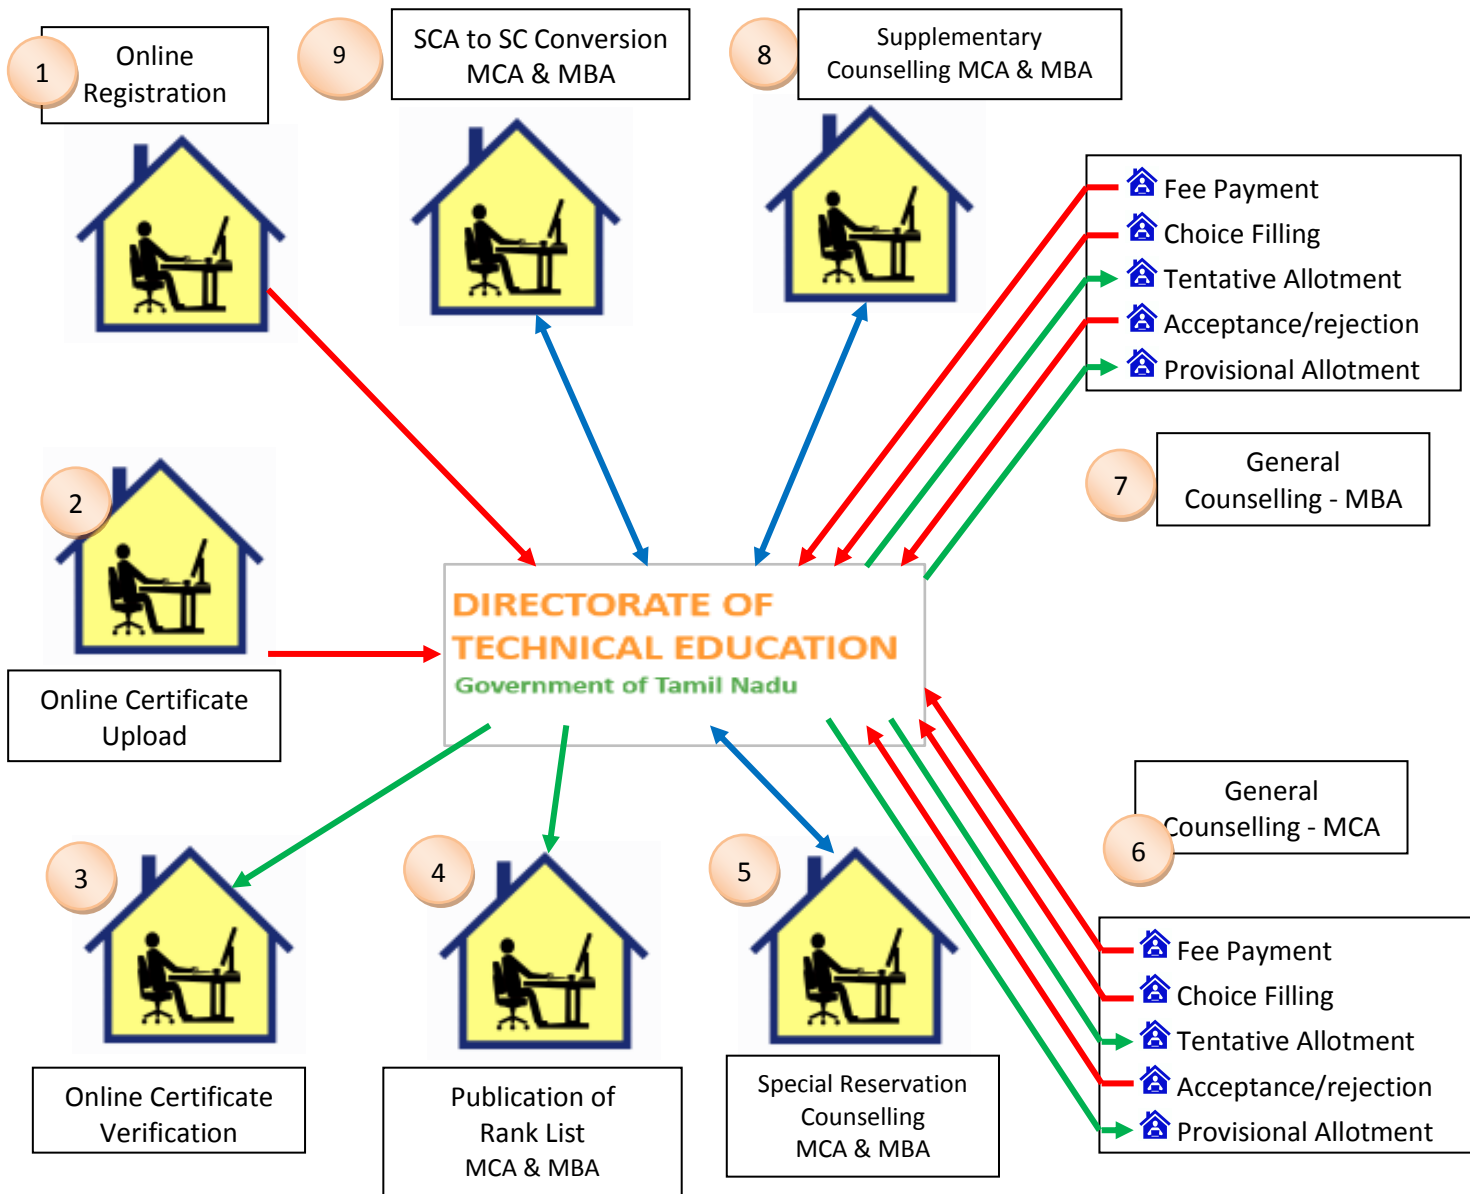 1
Online
Registration
9
SCA to SC Conversion
MCA & MBA
8
Supplementary
Counselling MCA & MBA
Fee Payment
Choice Filling
Tentative Allotment
Acceptance/rejection
Provisional Allotment
7
General
Counselling - MBA
2
Online Certificate
Upload
DIRECTORATE OF
TECHNICAL EDUCATION
Government of Tamil Nadu
General
Counselling - MCA
6
3
Online Certificate
Verification
4
Publication of
Rank List
MCA & MBA
5
Special Reservation
Counselling
MCA & MBA
Fee Payment
Choice Filling
Tentative Allotment
Acceptance/rejection
Provisional Allotment